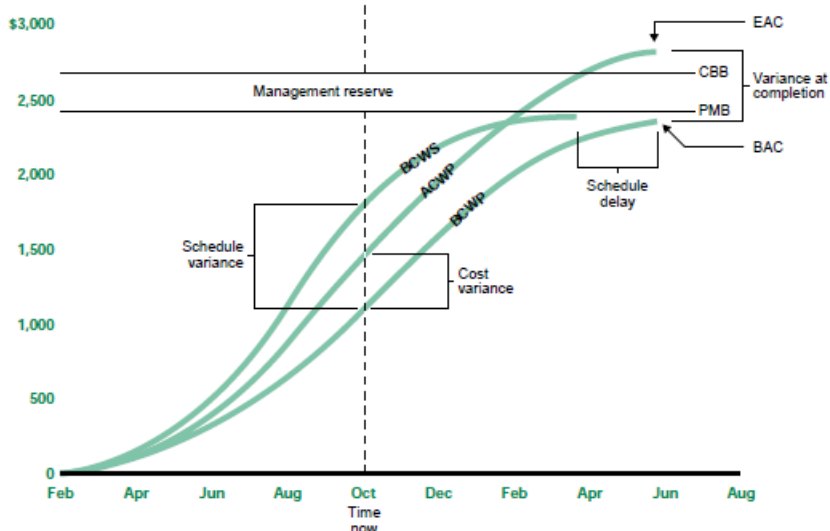 $3,000
EAC
CBB
Variance at
completion
Management reserve
2,500
PMB
BCWS
BAC
2,000
ACWP
BCWP
Schedule
delay
Schedule
variance
1,500
Cost
variance
1,000
500
0
Feb Apr Jun Aug Oct Dec Feb Apr Jun Aug
Time
now